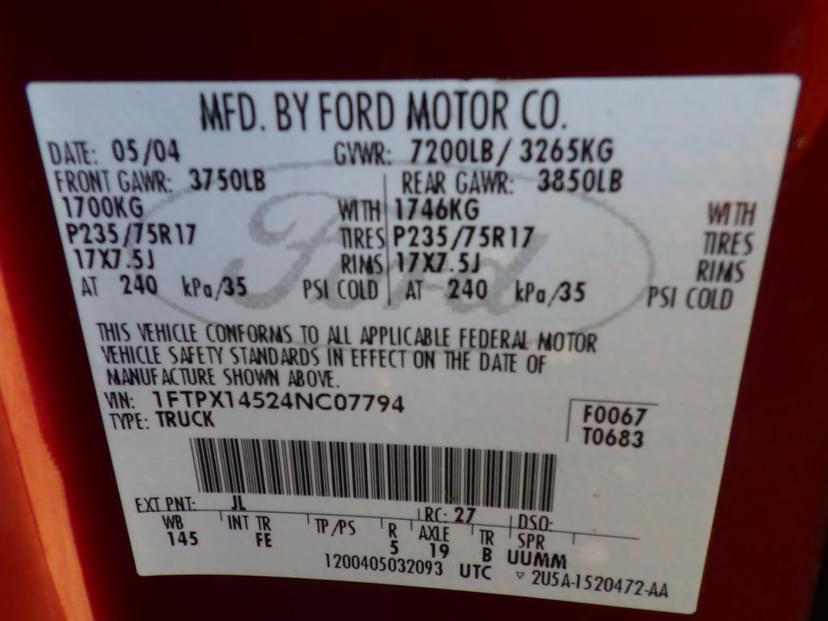 MFD. BY FORD MOTOR CO.
DATE: 05/04 GVWR: 7200LB / 3265KG
FRONT GAWR: 3750LB REAR GAWR: 3850LB
1700KG WITH 1746KG WITH
P235/75R17 TIRES P235/75R17 TIRES
17X7.5J RIMS 17X7.5J RIMS
AT 240 kPa/35 PSI COLD AT 240 kPa/35 PSI COLD
Ford
THIS VEHICLE CONFORMS TO ALL APPLICABLE FEDERAL MOTOR
VEHICLE SAFETY STANDARDS IN EFFECT ON THE DATE OF
MANUFACTURE SHOWN ABOVE.
VIN: 1FTPX14524NC07794 F0067
TYPE: TRUCK T0683
EXT PNT: JL RC: 27 DSO:
WB INT TR TP/PS R AXLE TR SPR
145 FE 5 19 B UUMM
1200405032093 UTC ▽ 2U5A-1520472-AA